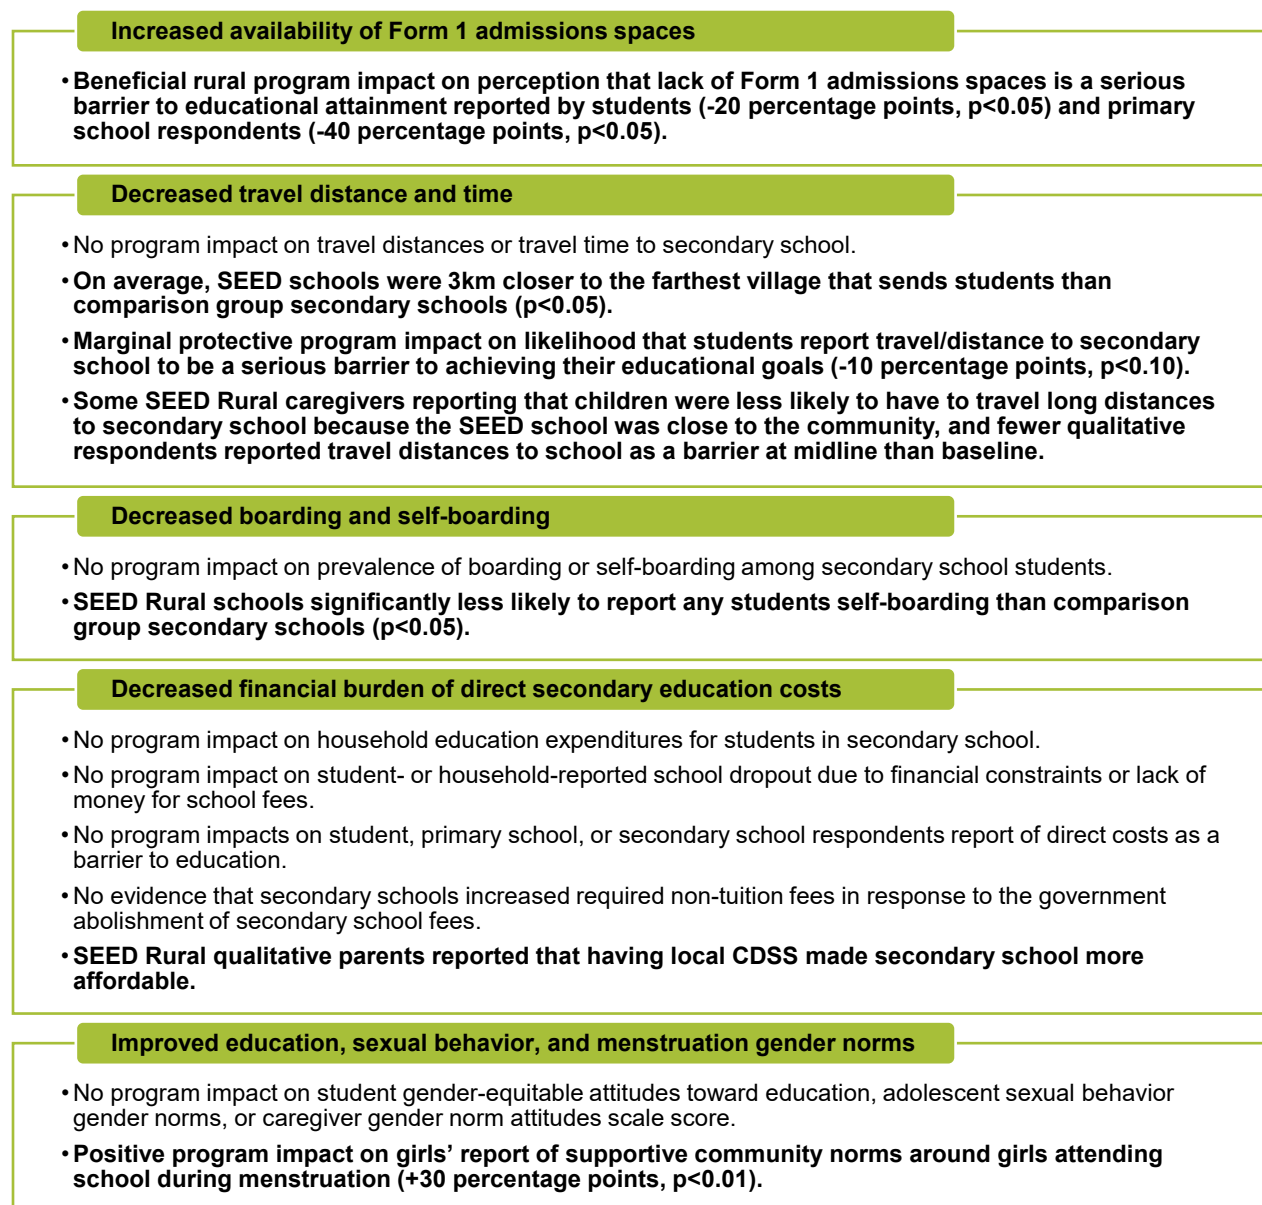 Increased availability of Form 1 admissions spaces
• Beneficial rural program impact on perception that lack of Form 1 admissions spaces is a serious
barrier to educational attainment reported by students (-20 percentage points, p<0.05) and primary
school respondents (-40 percentage points, p<0.05).
Decreased travel distance and time
• No program impact on travel distances or travel time to secondary school.
• On average, SEED schools were 3km closer to the farthest village that sends students than
comparison group secondary schools (p<0.05).
• Marginal protective program impact on likelihood that students report travel/distance to secondary
school to be a serious barrier to achieving their educational goals (-10 percentage points, p<0.10).
• Some SEED Rural caregivers reporting that children were less likely to have to travel long distances
to secondary school because the SEED school was close to the community, and fewer qualitative
respondents reported travel distances to school as a barrier at midline than baseline.
Decreased boarding and self-boarding
• No program impact on prevalence of boarding or self-boarding among secondary school students.
• SEED Rural schools significantly less likely to report any students self-boarding than comparison
group secondary schools (p<0.05).
Decreased financial burden of direct secondary education costs
• No program impact on household education expenditures for students in secondary school.
• No program impact on student- or household-reported school dropout due to financial constraints or lack of
money for school fees.
• No program impacts on student, primary school, or secondary school respondents report of direct costs as a
barrier to education.
• No evidence that secondary schools increased required non-tuition fees in response to the government
abolishment of secondary school fees.
• SEED Rural qualitative parents reported that having local CDSS made secondary school more
affordable.
Improved education, sexual behavior, and menstruation gender norms
• No program impact on student gender-equitable attitudes toward education, adolescent sexual behavior
gender norms, or caregiver gender norm attitudes scale score.
• Positive program impact on girls' report of supportive community norms around girls attending
school during menstruation (+30 percentage points, p<0.01).